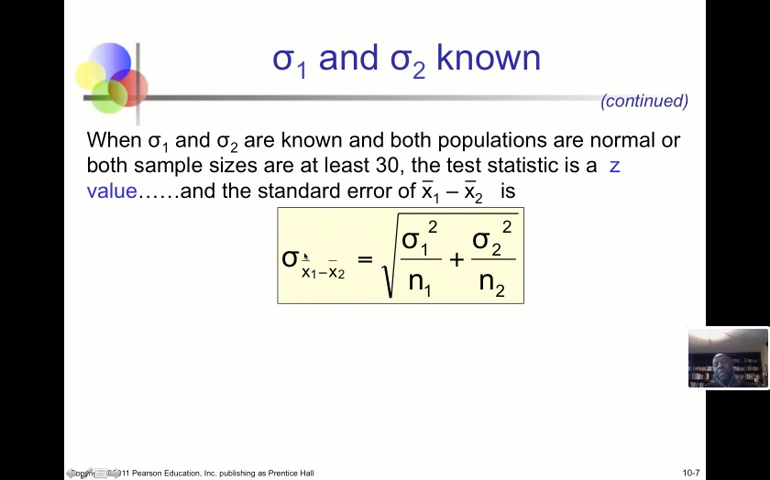 σ1 and σ2 known
(continued)
When σ1 and σ2 are known and both populations are normal or
both sample sizes are at least 30, the test statistic is a z
value……and the standard error of x̄1 – x̄2 is
σx̄1–x̄2 = √(σ1²/n1 + σ2²/n2)
2011 Pearson Education, Inc. publishing as Prentice Hall
10-7